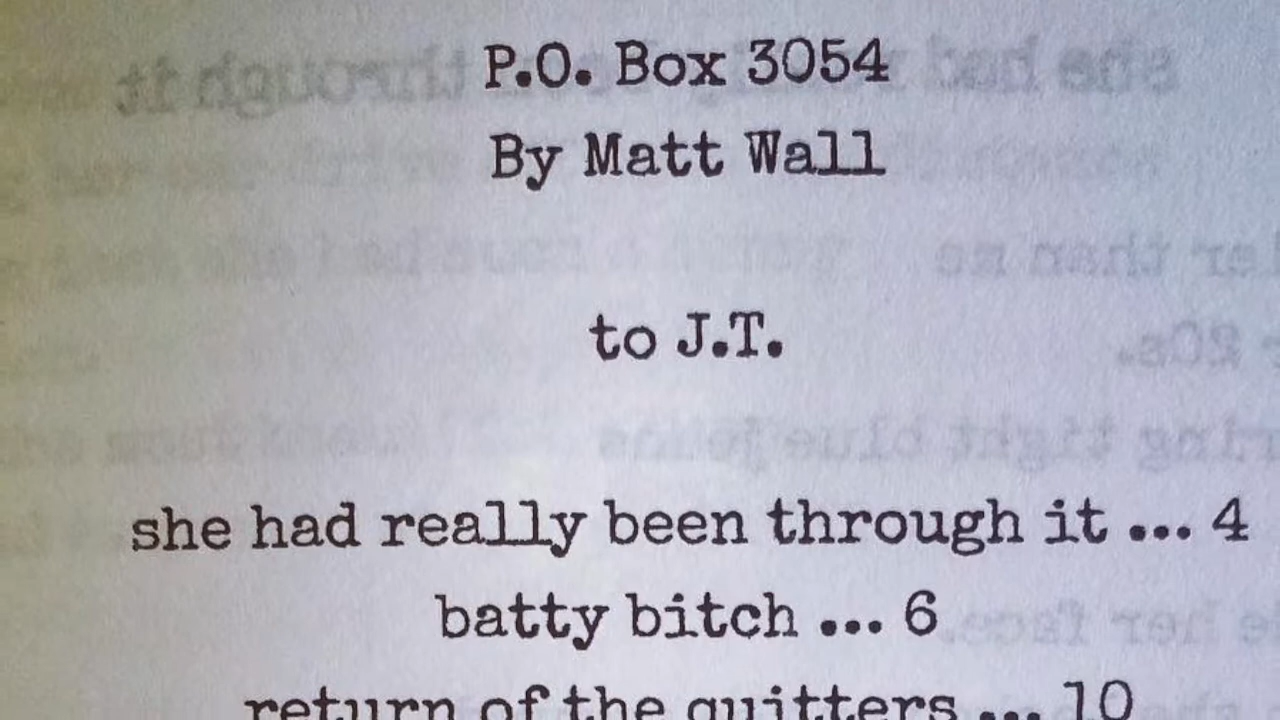 P.O. Box 3054
By Matt Wall
to J.T.
she had really been through it ... 4
batty bitch ... 6
return of the quitters ... 10